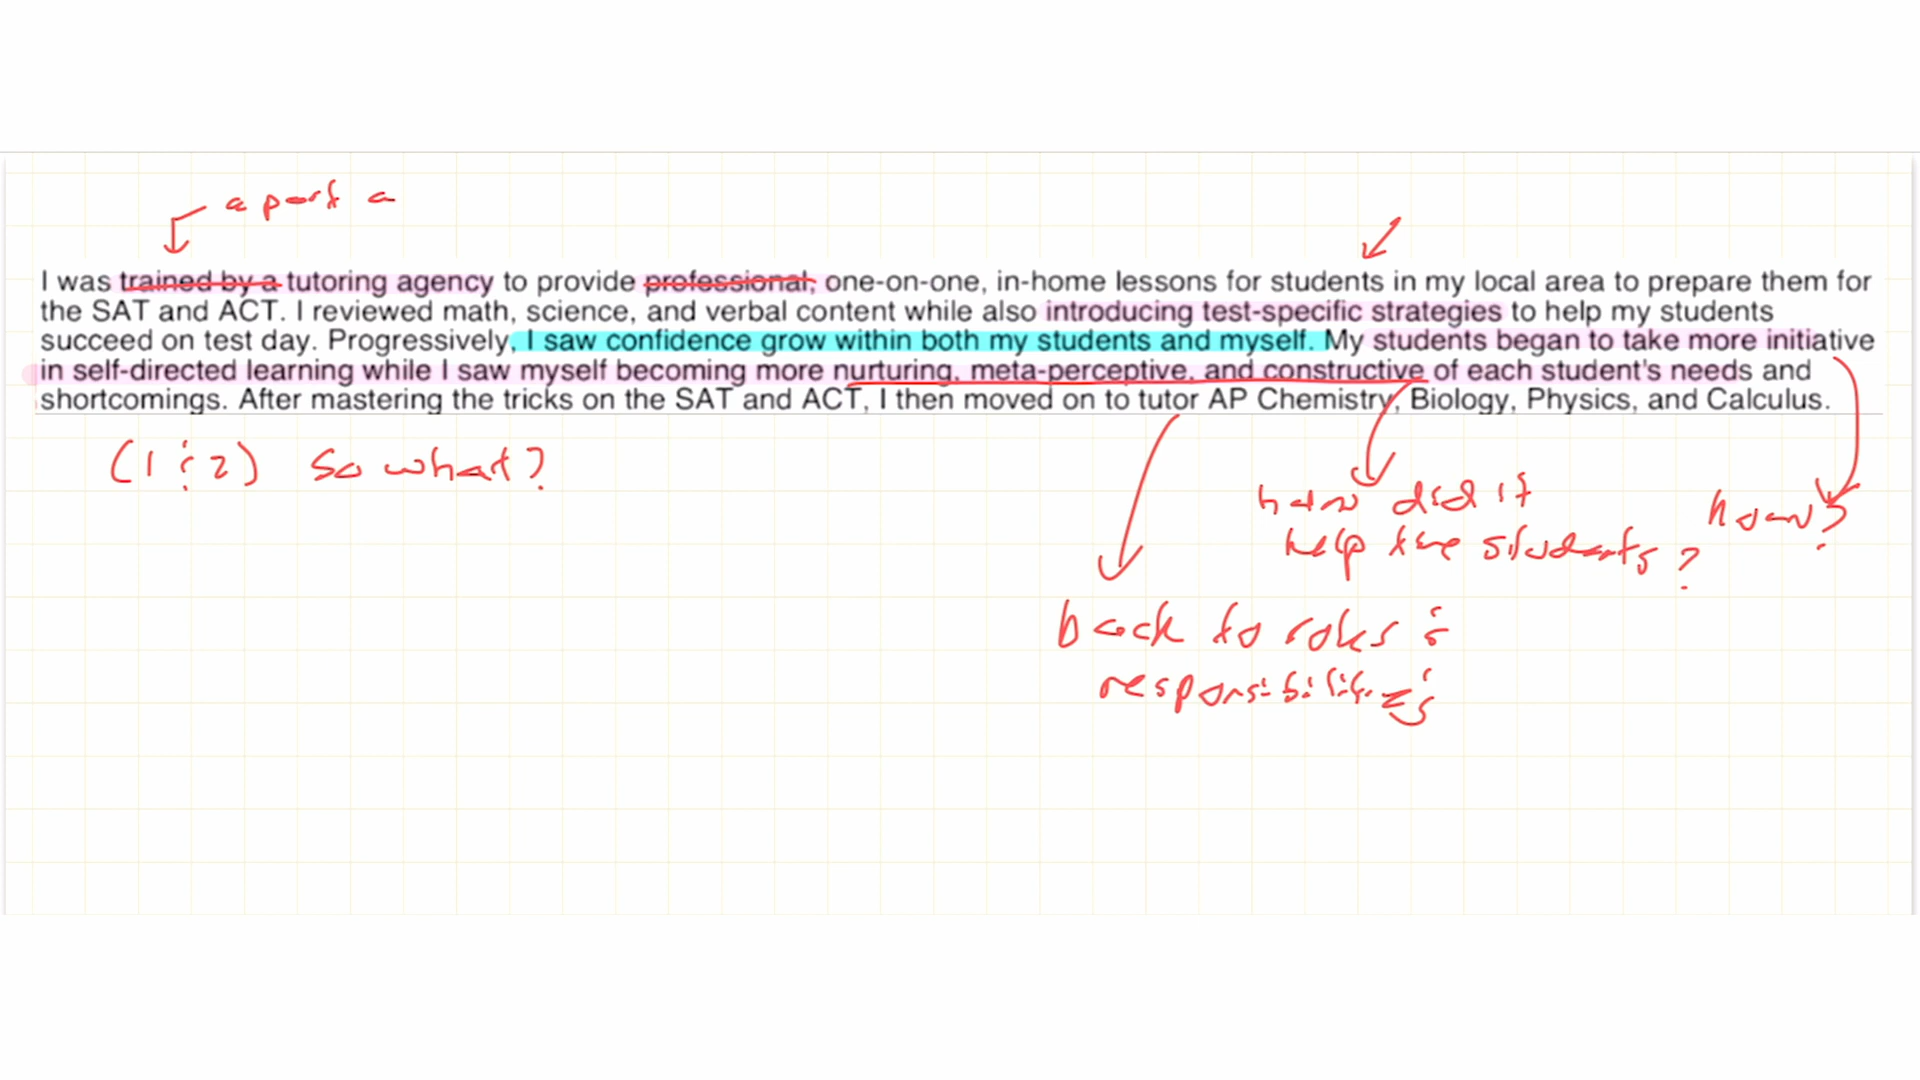 a part a
I was trained by a tutoring agency to provide professional, one-on-one, in-home lessons for students in my local area to prepare them for
the SAT and ACT. I reviewed math, science, and verbal content while also introducing test-specific strategies to help my students
succeed on test day. Progressively, I saw confidence grow within both my students and myself. My students began to take more initiative
in self-directed learning while I saw myself becoming more nurturing, meta-perceptive, and constructive of each student's needs and
shortcomings. After mastering the tricks on the SAT and ACT, I then moved on to tutor AP Chemistry, Biology, Physics, and Calculus.
(1 & 2) So what?
how did it
help the students?
how?
back to roles &
responsibilities